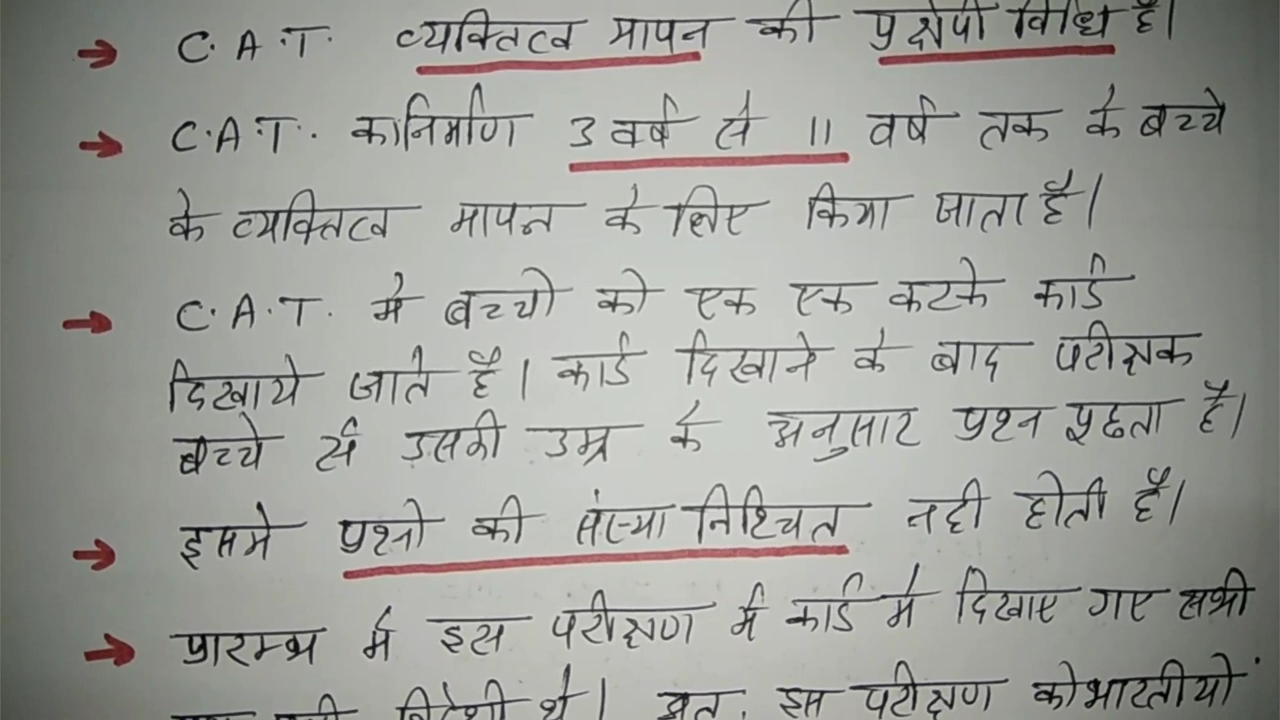 → C.A.T. व्यक्तित्व मापन की प्रक्षेपी विधि है।
→ C.A.T. का निर्माण 3 वर्ष से 11 वर्ष तक के बच्चे
के व्यक्तित्व मापन के लिए किया जाता है।
→ C.A.T. मे बच्चो को एक एक करके कार्ड
दिखाये जाते है। कार्ड दिखाने के बाद परीक्षक
बच्चे से उसकी उम्र के अनुसार प्रश्न पूछता है।
→ इसमे प्रश्नो की संख्या निश्चित नही होती है।
→ प्रारम्भ में इस परीक्षण में कार्ड मे दिखाए गए सभी
विदेशी थे। अत. इस परीक्षण को भारतीयों